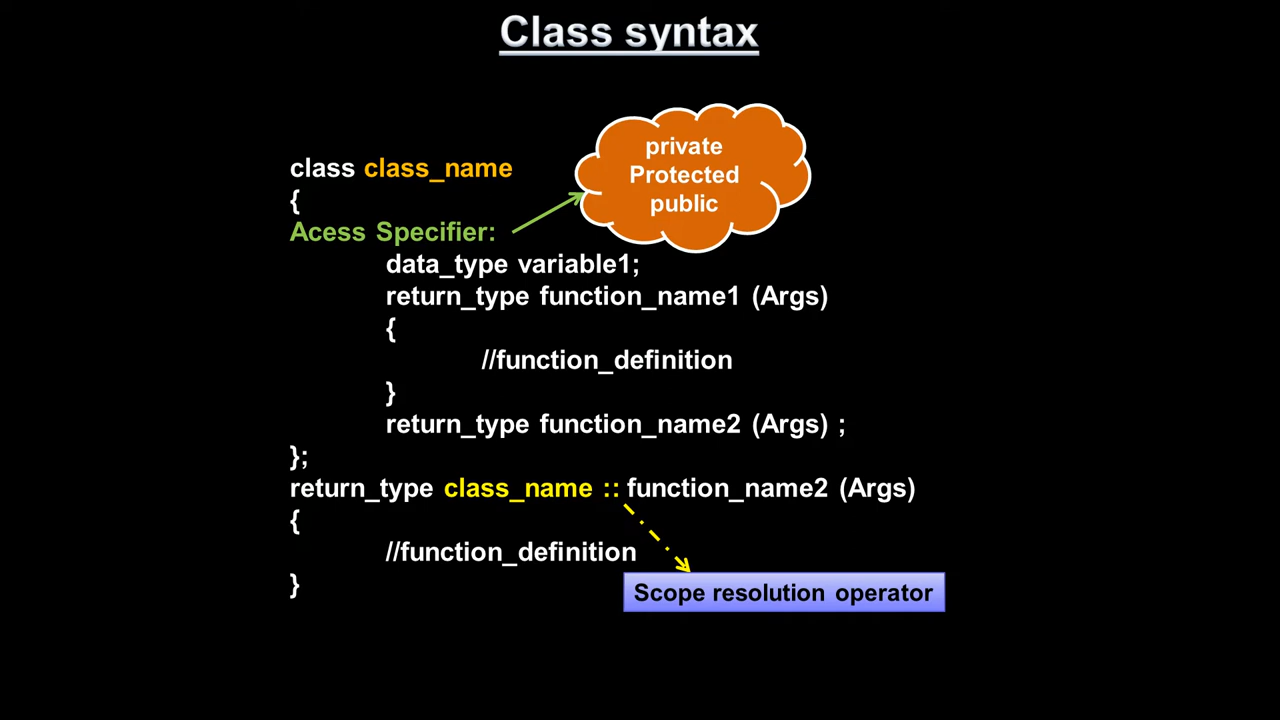 Class syntax
private
Protected
public
class class_name
{
Acess Specifier:
data_type variable1;
return_type function_name1 (Args)
{
//function_definition
}
return_type function_name2 (Args) ;
};
return_type class_name :: function_name2 (Args)
{
//function_definition
}
Scope resolution operator